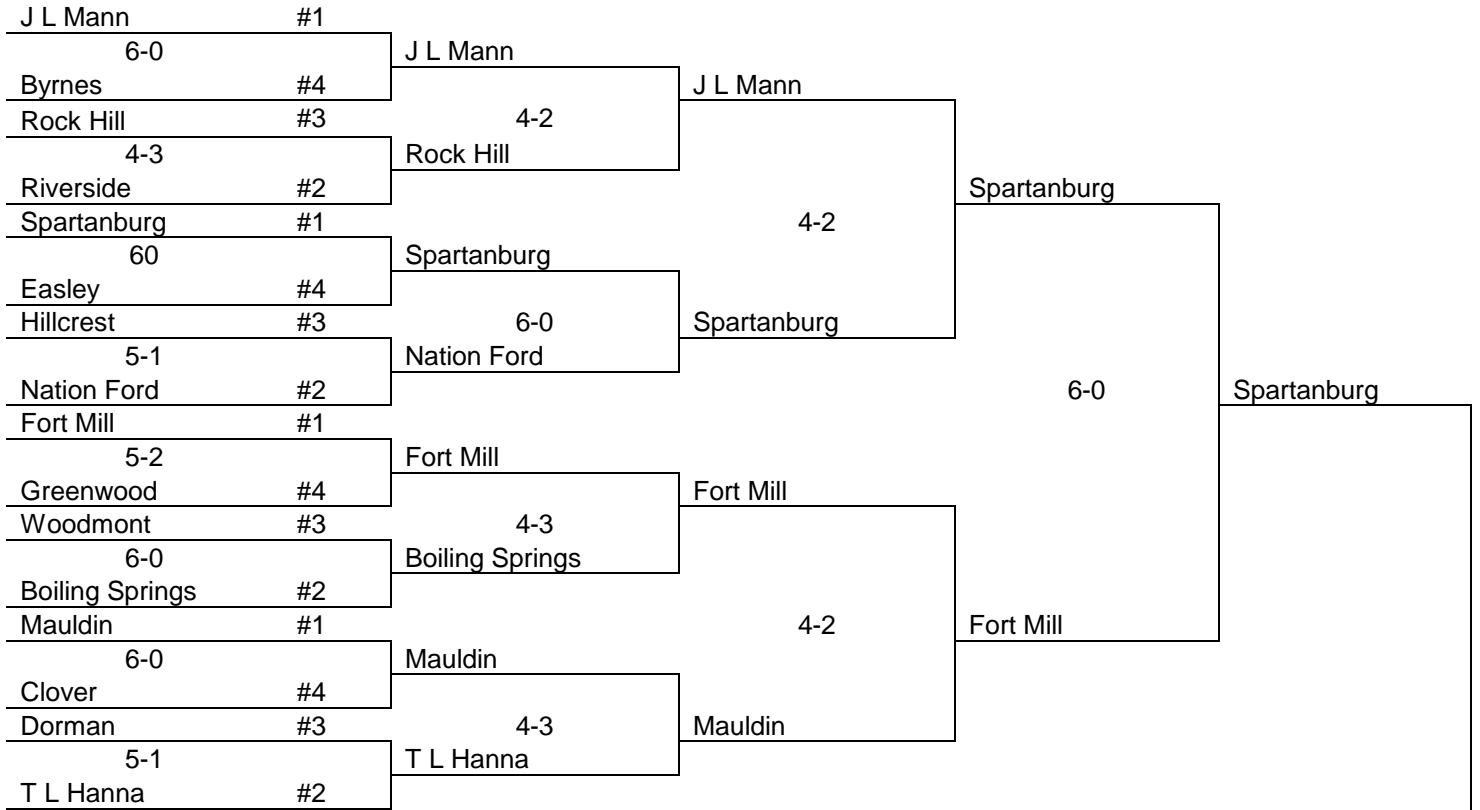 J L Mann #1
6-0 J L Mann
Byrnes #4 J L Mann
Rock Hill #3 4-2
4-3 Rock Hill
Riverside #2 Spartanburg
Spartanburg #1 4-2
60 Spartanburg
Easley #4
Hillcrest #3 6-0 Spartanburg
5-1 Nation Ford
Nation Ford #2 6-0 Spartanburg
Fort Mill #1
5-2 Fort Mill
Greenwood #4 Fort Mill
Woodmont #3 4-3
6-0 Boiling Springs
Boiling Springs #2
Mauldin #1 4-2 Fort Mill
6-0 Mauldin
Clover #4
Dorman #3 4-3 Mauldin
5-1 T L Hanna
T L Hanna #2